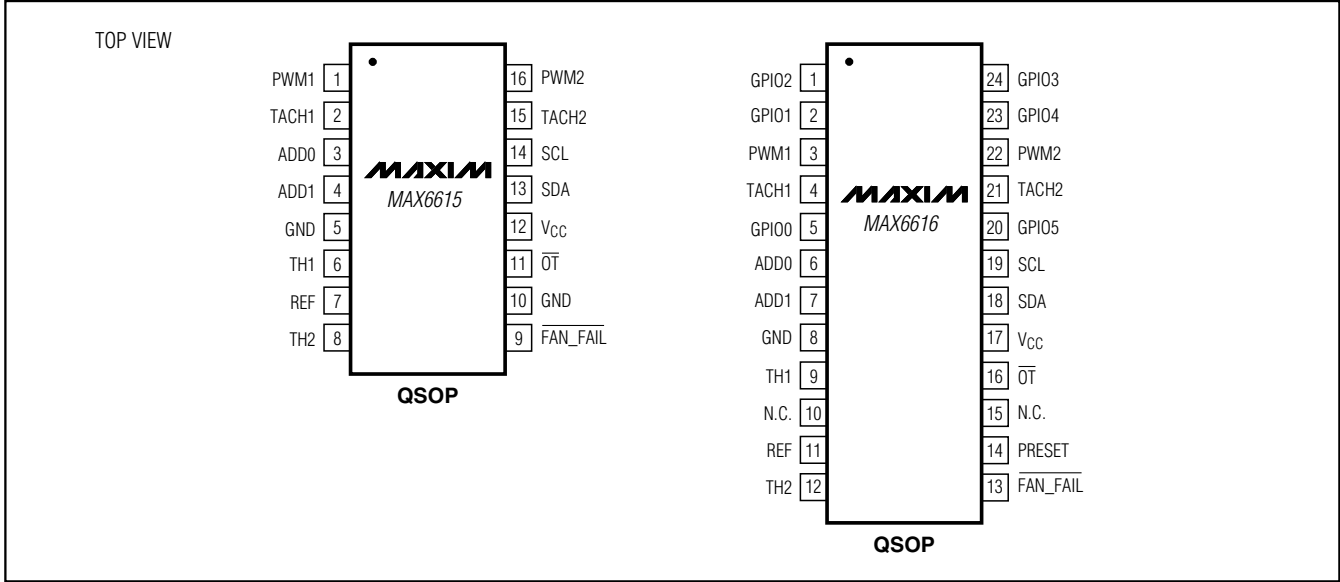 TOP VIEW
PWM1 1
TACH1 2
ADD0 3
ADD1 4
GND 5
TH1 6
REF 7
TH2 8
16 PWM2
15 TACH2
14 SCL
13 SDA
12 VCC
11 OT
10 GND
9 FAN_FAIL
MAXIM
MAX6615
QSOP
GPIO2 1
GPIO1 2
PWM1 3
TACH1 4
GPIO0 5
ADD0 6
ADD1 7
GND 8
TH1 9
N.C. 10
REF 11
TH2 12
24 GPIO3
23 GPIO4
22 PWM2
21 TACH2
20 GPIO5
19 SCL
18 SDA
17 VCC
16 OT
15 N.C.
14 PRESET
13 FAN_FAIL
MAXIM
MAX6616
QSOP